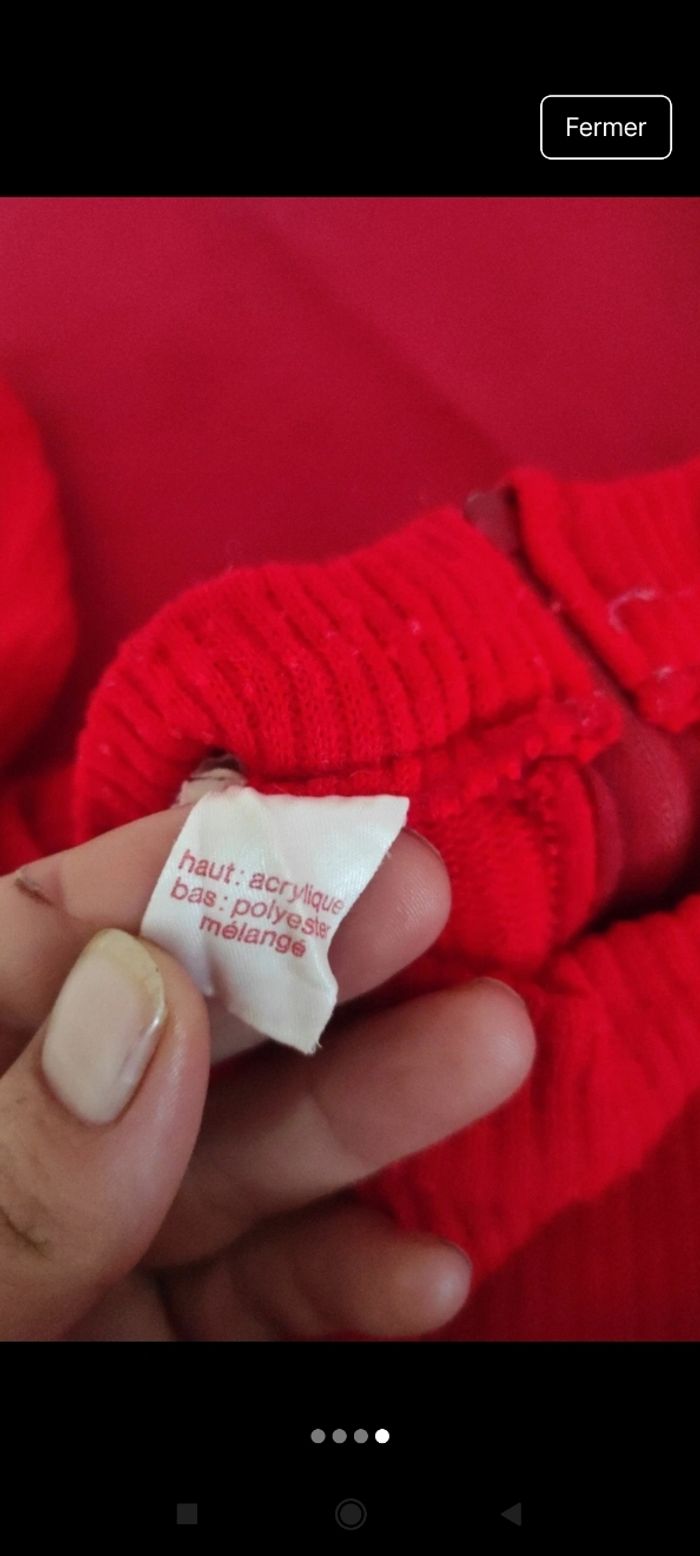 Fermer
haut: acrylique
bas: polyester
mélangé